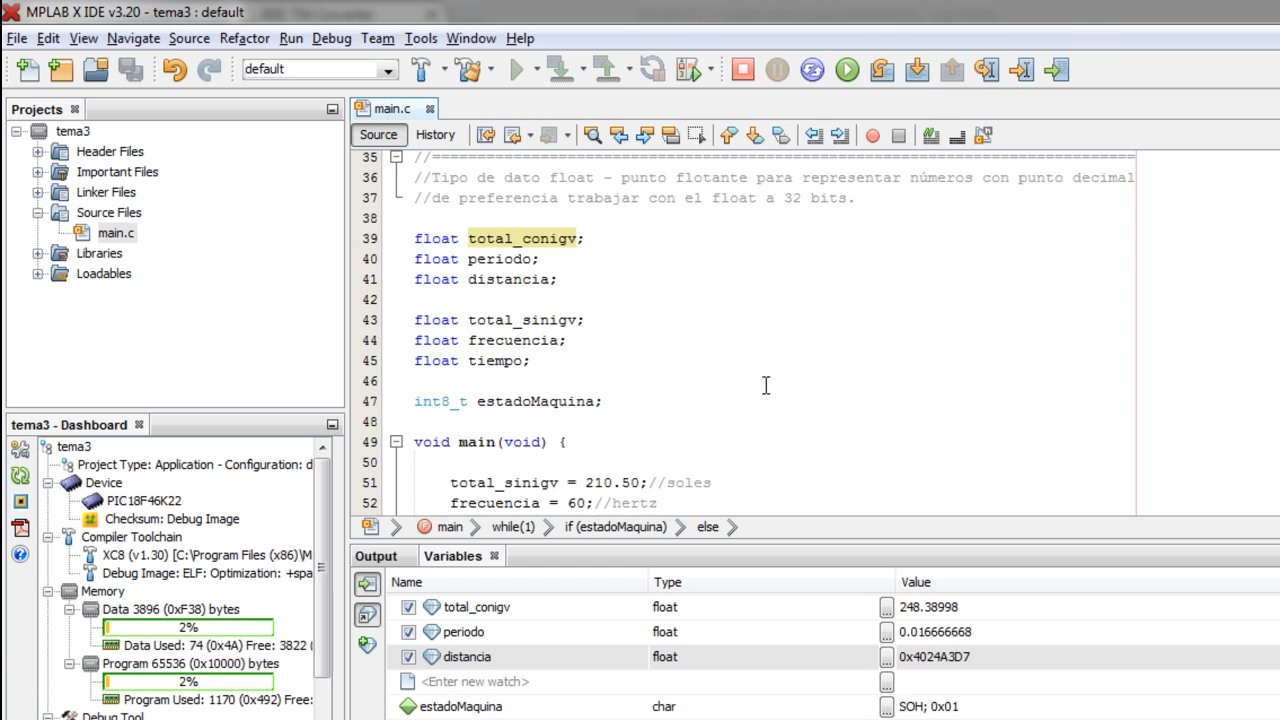 MPLAB X IDE v3.20 - tema3 : default
File Edit View Navigate Source Refactor Run Debug Team Tools Window Help
default
Projects
tema3
Header Files
Important Files
Linker Files
Source Files
main.c
Libraries
Loadables
tema3 - Dashboard
tema3
Project Type: Application - Configuration: d
Device
PIC18F46K22
Checksum: Debug Image
Compiler Toolchain
XC8 (v1.30) [C:\Program Files (x86)\M
Debug Image: ELF: Optimization: +spa
Memory
Data 3896 (0xF38) bytes
2%
Data Used: 74 (0x4A) Free: 3822 (
Program 65536 (0x10000) bytes
2%
Program Used: 1170 (0x492) Free:
Debug Tool
main.c
Source History
35 //==============================================================================
36 //Tipo de dato float - punto flotante para representar números con punto decimal
37 //de preferencia trabajar con el float a 32 bits.
38
39 float total_conigv;
40 float periodo;
41 float distancia;
42
43 float total_sinigv;
44 float frecuencia;
45 float tiempo;
46
47 int8_t estadoMaquina;
48
49 void main(void) {
50
51 total_sinigv = 210.50;//soles
52 frecuencia = 60;//hertz
main while(1) if (estadoMaquina) else
Output Variables
Name Type Value
total_conigv float ... 248.38998
periodo float ... 0.016666668
distancia float ... 0x4024A3D7
<Enter new watch> ...
estadoMaquina char ... SOH; 0x01